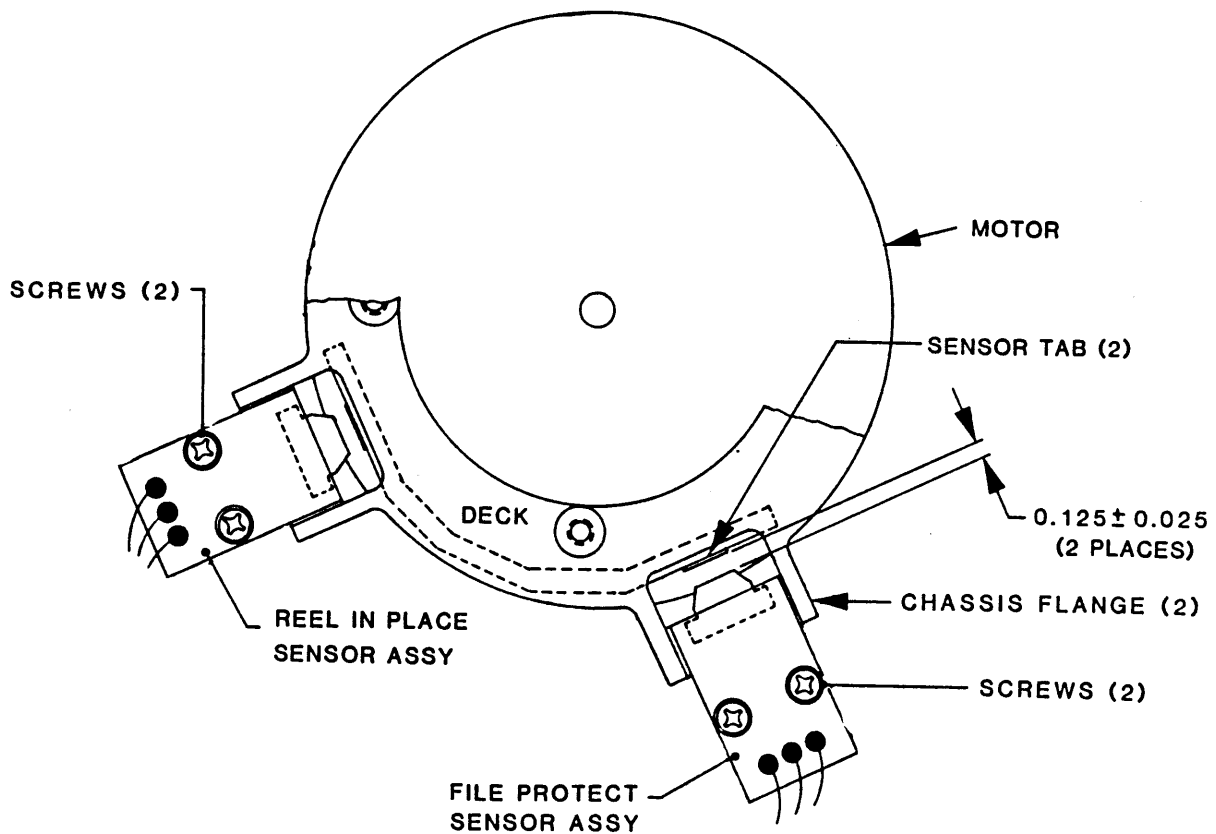 MOTOR
SCREWS (2)
SENSOR TAB (2)
DECK
0.125± 0.025
(2 PLACES)
CHASSIS FLANGE (2)
REEL IN PLACE
SENSOR ASSY
SCREWS (2)
FILE PROTECT
SENSOR ASSY